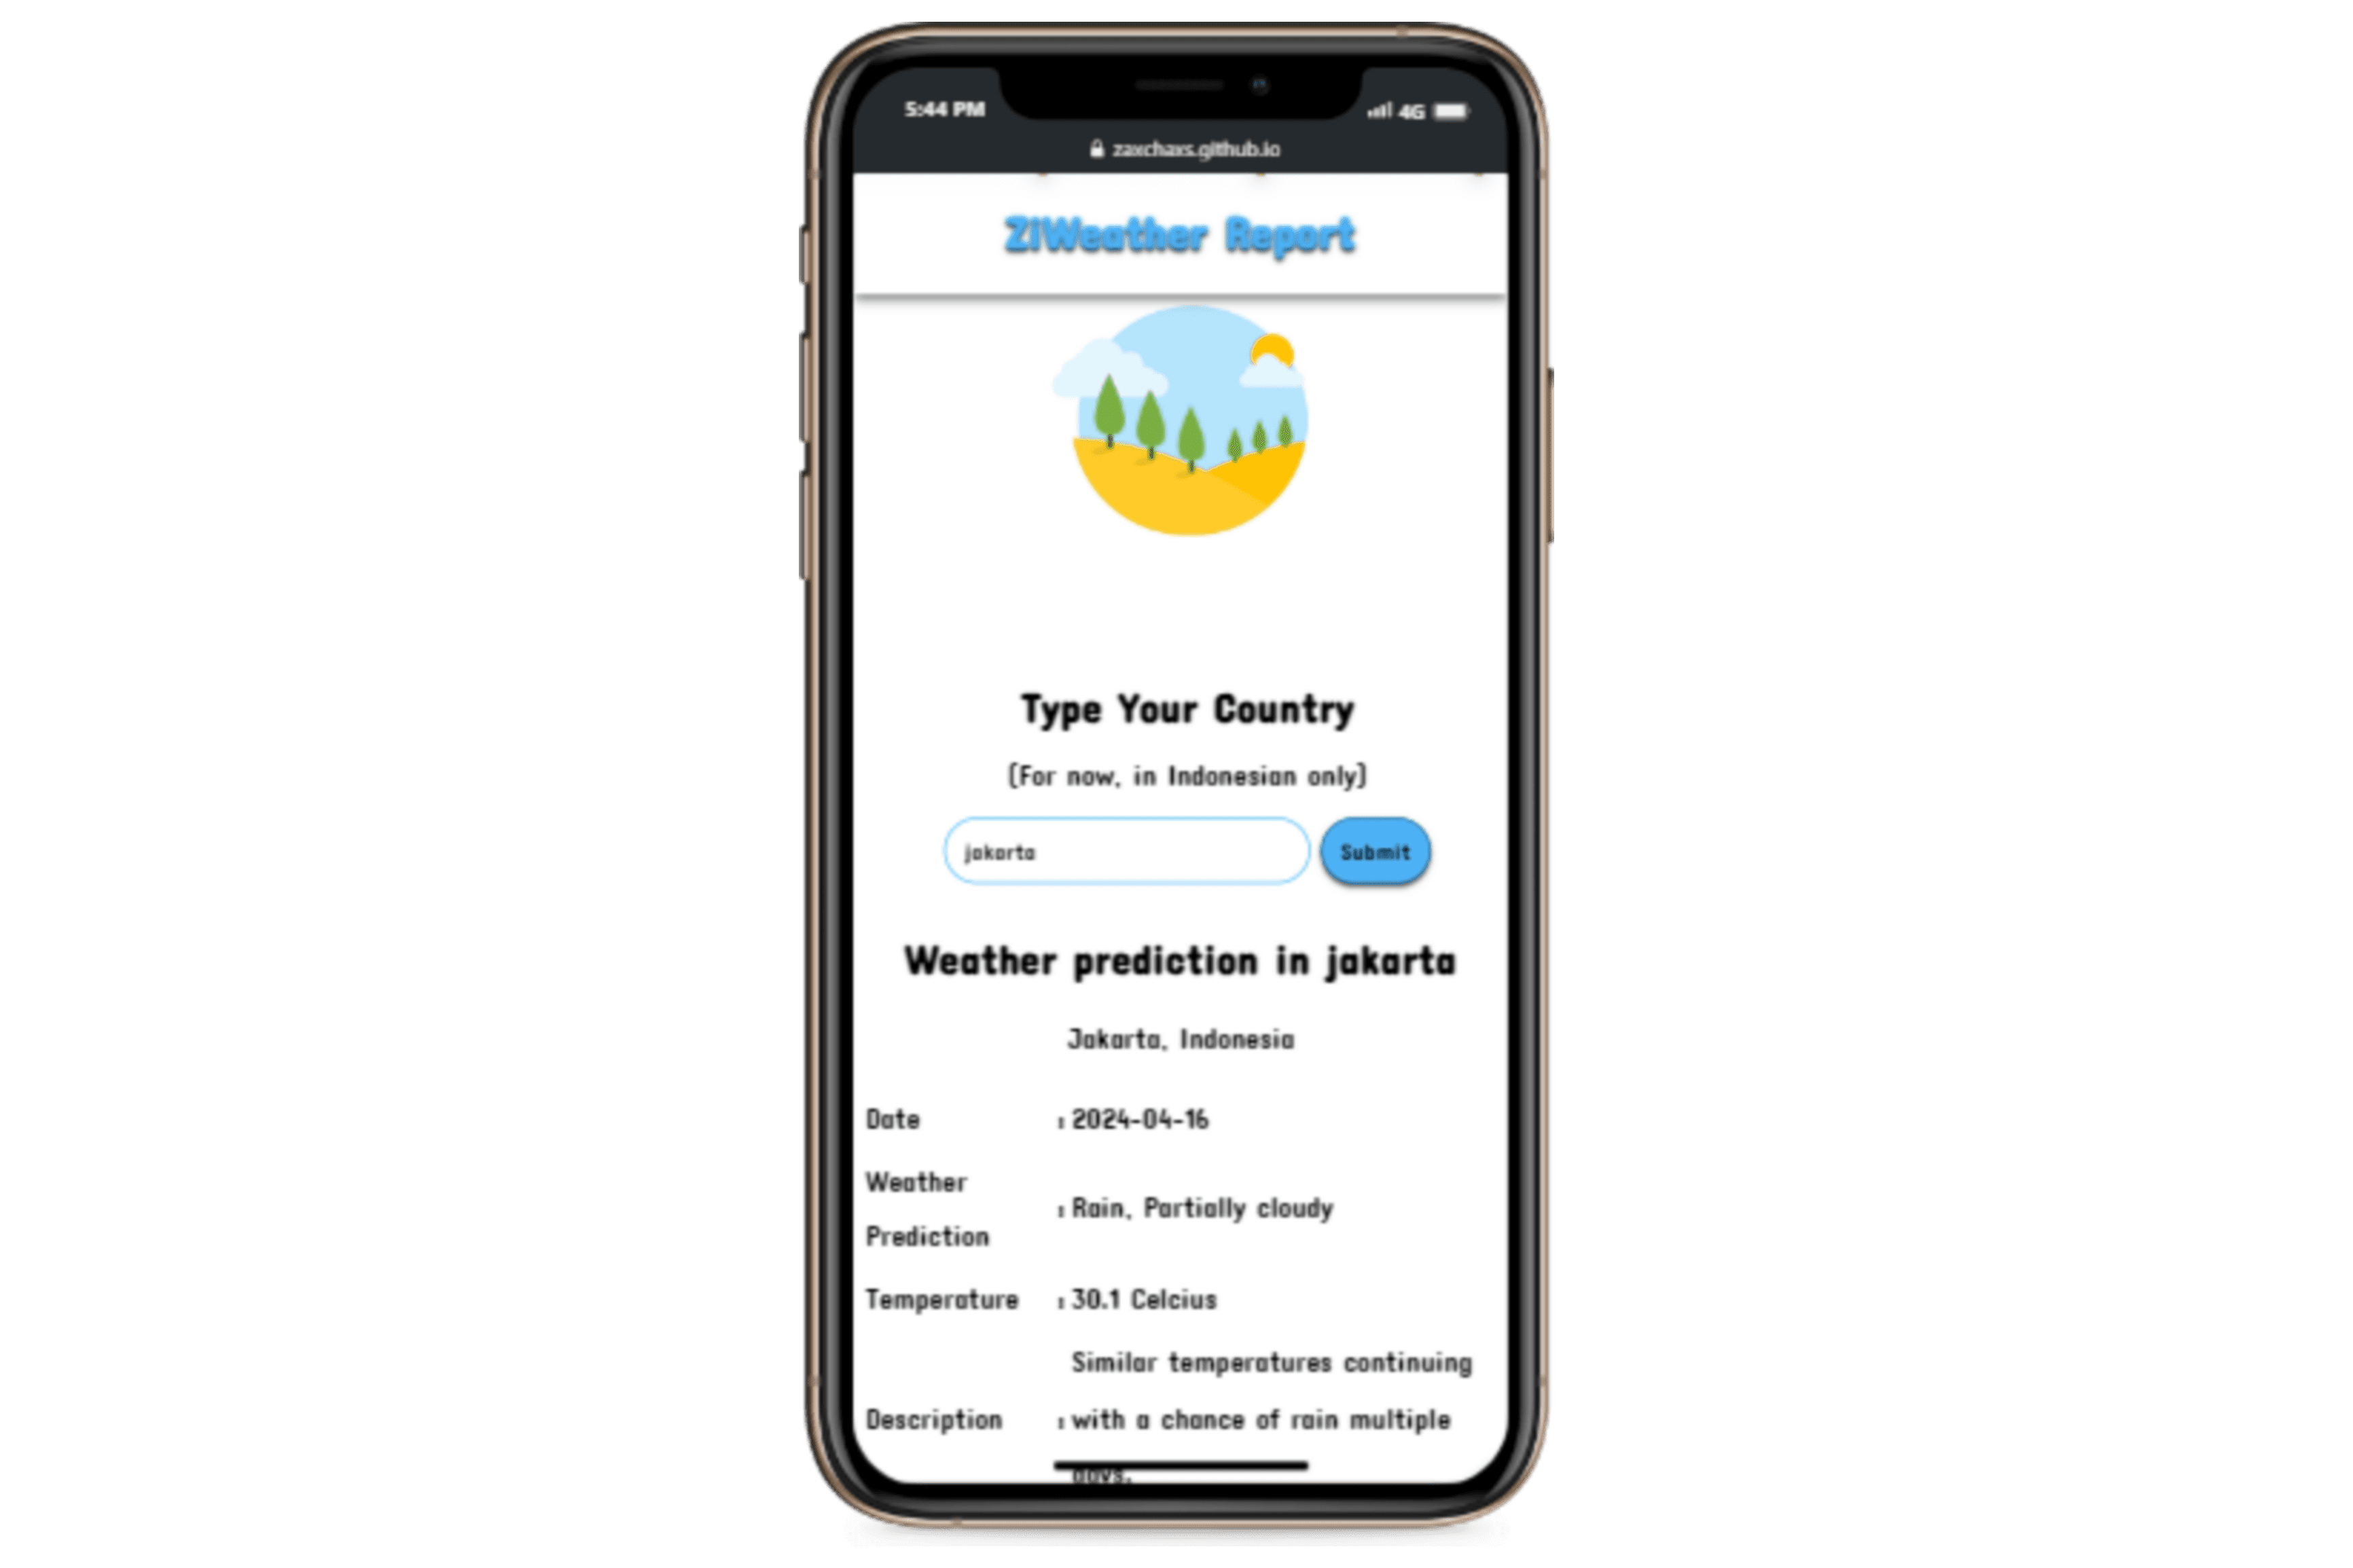 5:44 PM
4G
zaxchaxs.github.io
ZiWeather Report
Type Your Country
(For now, in Indonesian only)
jakarta
Submit
Weather prediction in jakarta
Jakarta, Indonesia
Date : 2024-04-16
Weather
Prediction : Rain, Partially cloudy
Temperature : 30.1 Celcius
Similar temperatures continuing
Description : with a chance of rain multiple
days.